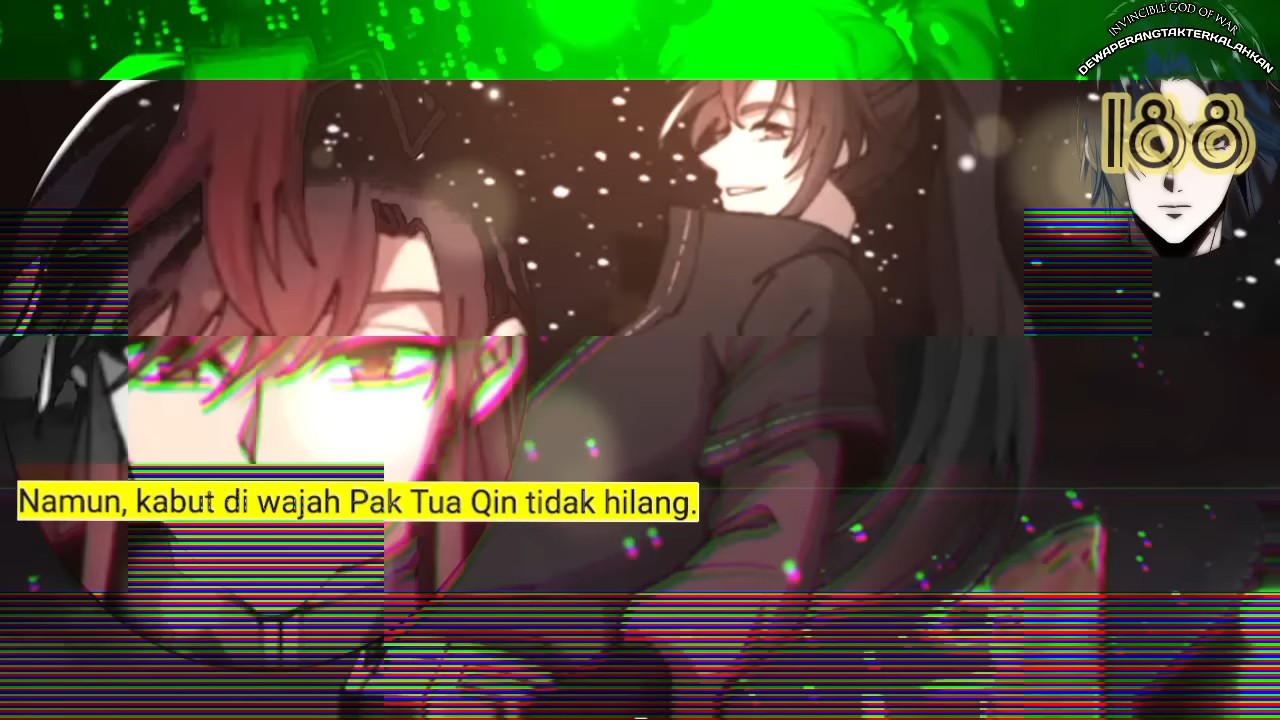 INVINCIBLE GOD OF WAR
DEWAPERANGTAKTERKALAHKAN
188
Namun, kabut di wajah Pak Tua Qin tidak hilang.